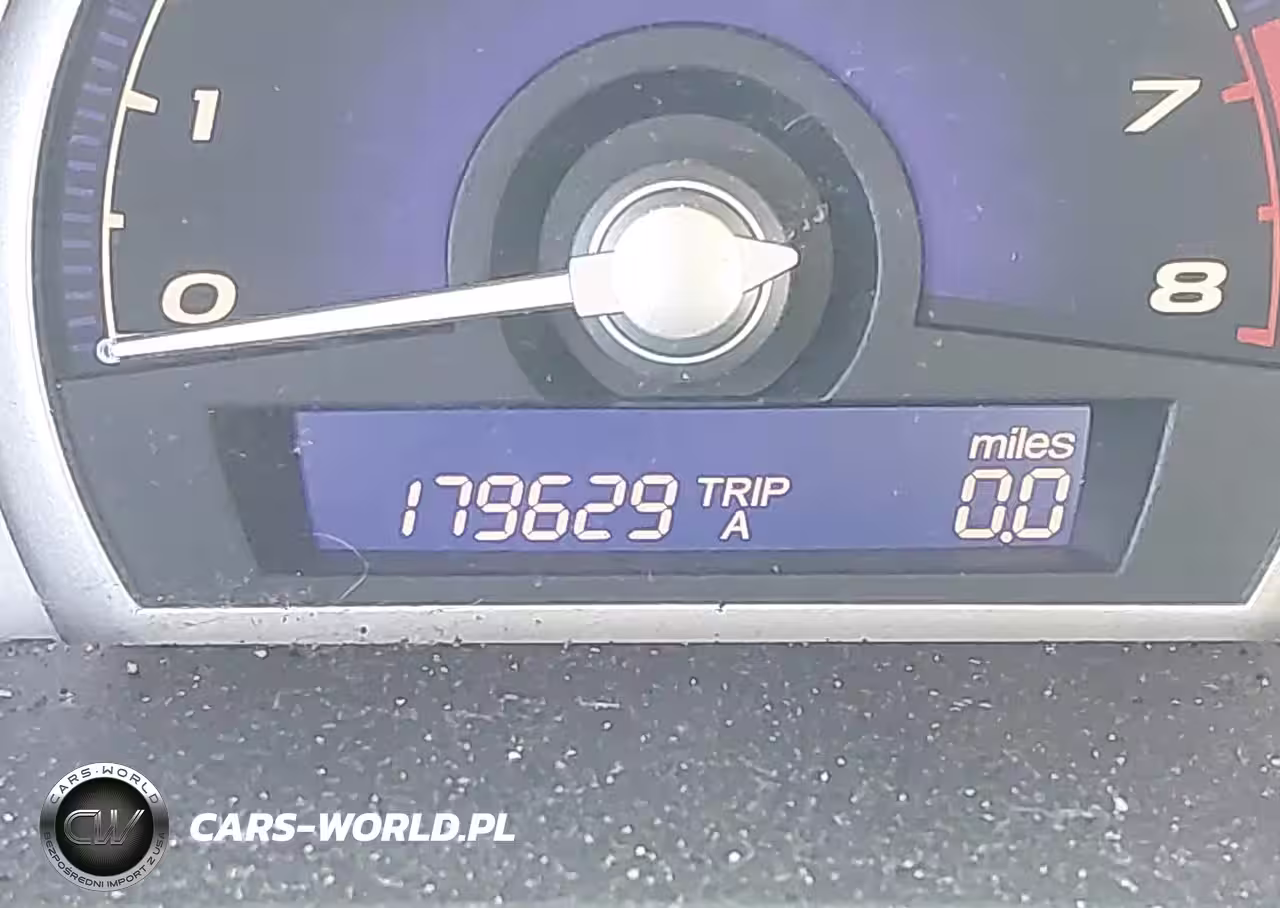 1
7
0
8
miles
179629 TRIP 0.0
A
CARS-WORLD
CW
BEZPOŚREDNI IMPORT Z USA
CARS-WORLD.PL